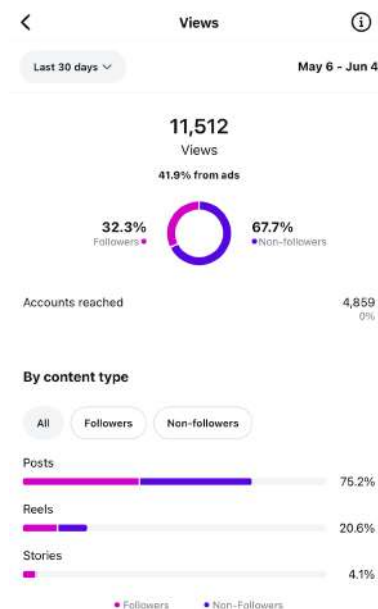 Views
Last 30 days
May 6 - Jun 4
11,512
Views
41.9% from ads
32.3%
Followers
67.7%
Non-followers
Accounts reached
4,859
0%
By content type
All Followers Non-followers
Posts
75.2%
Reels
20.6%
Stories
4.1%
Followers Non-Followers